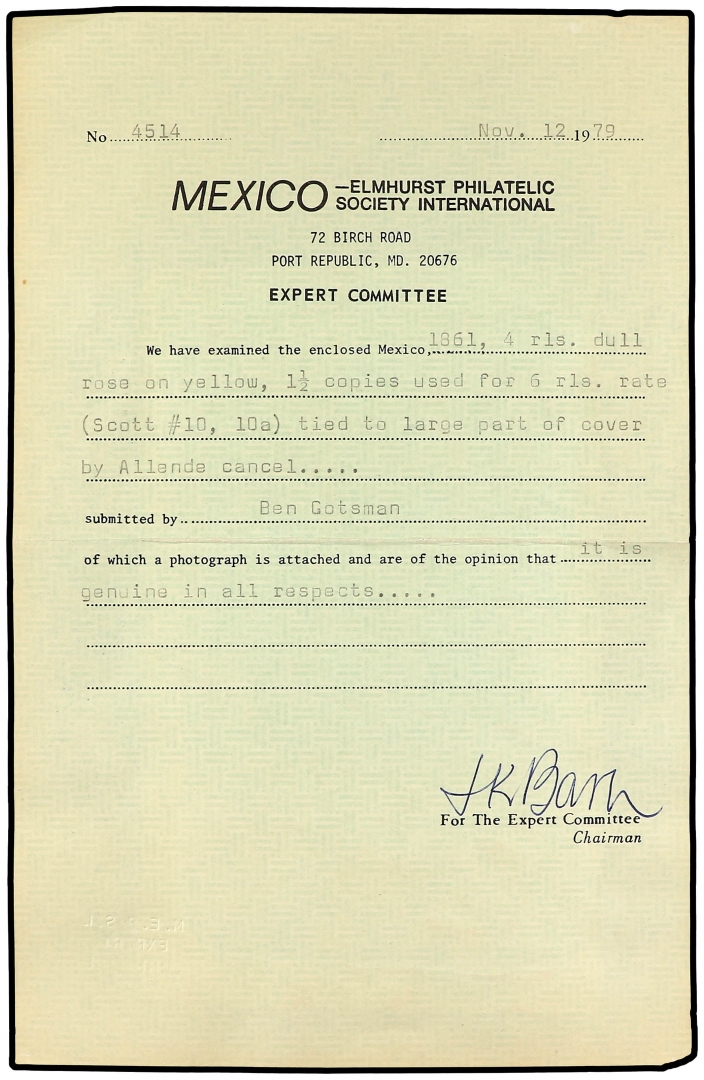 No 4514 Nov. 12 1979
MEXICO —ELMHURST PHILATELIC
SOCIETY INTERNATIONAL
72 BIRCH ROAD
PORT REPUBLIC, MD. 20676
EXPERT COMMITTEE
We have examined the enclosed Mexico, 1861, 4 rls. dull
rose on yellow, 1½ copies used for 6 rls. rate
(Scott #10, 10a) tied to large part of cover
by Allende cancel.....
submitted by Ben Gotsman
of which a photograph is attached and are of the opinion that it is
genuine in all respects.....
For The Expert Committee
Chairman